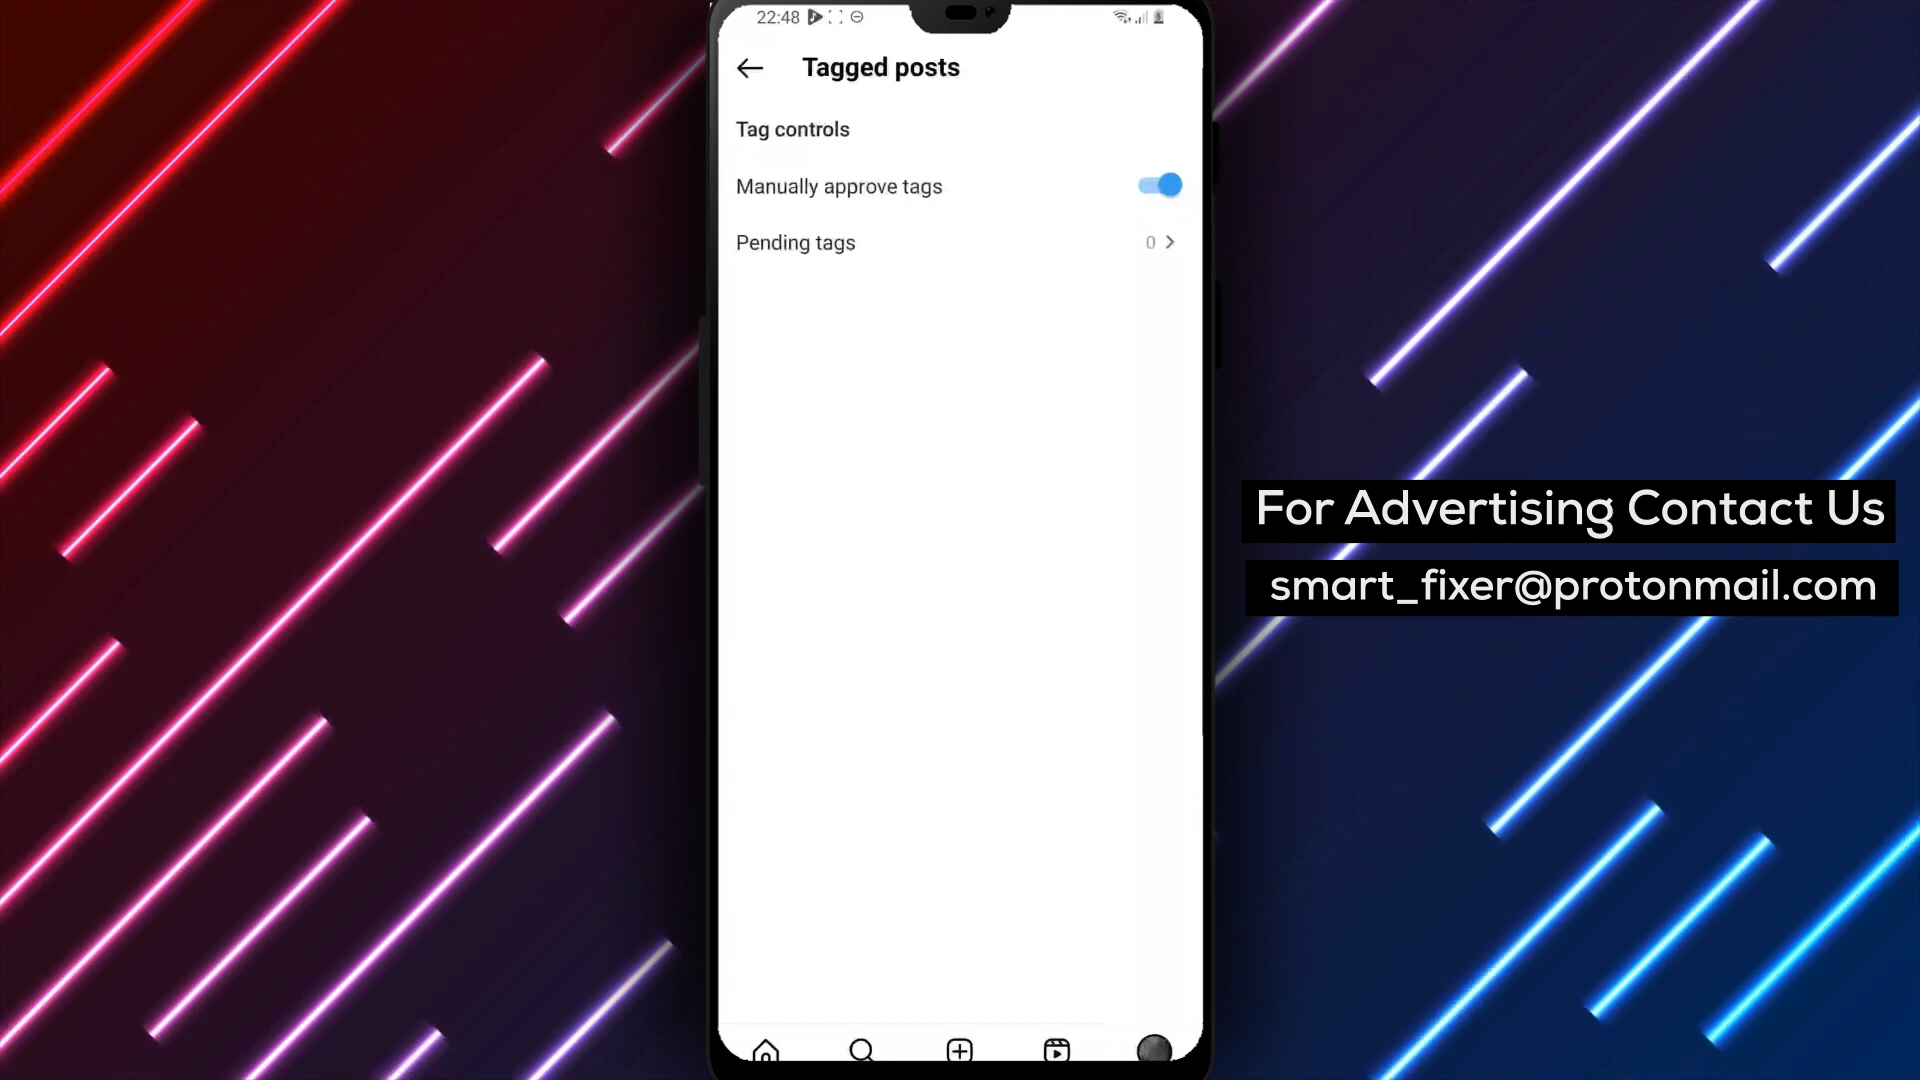 22:48
Tagged posts
Tag controls
Manually approve tags
Pending tags 0
For Advertising Contact Us
smart_fixer@protonmail.com